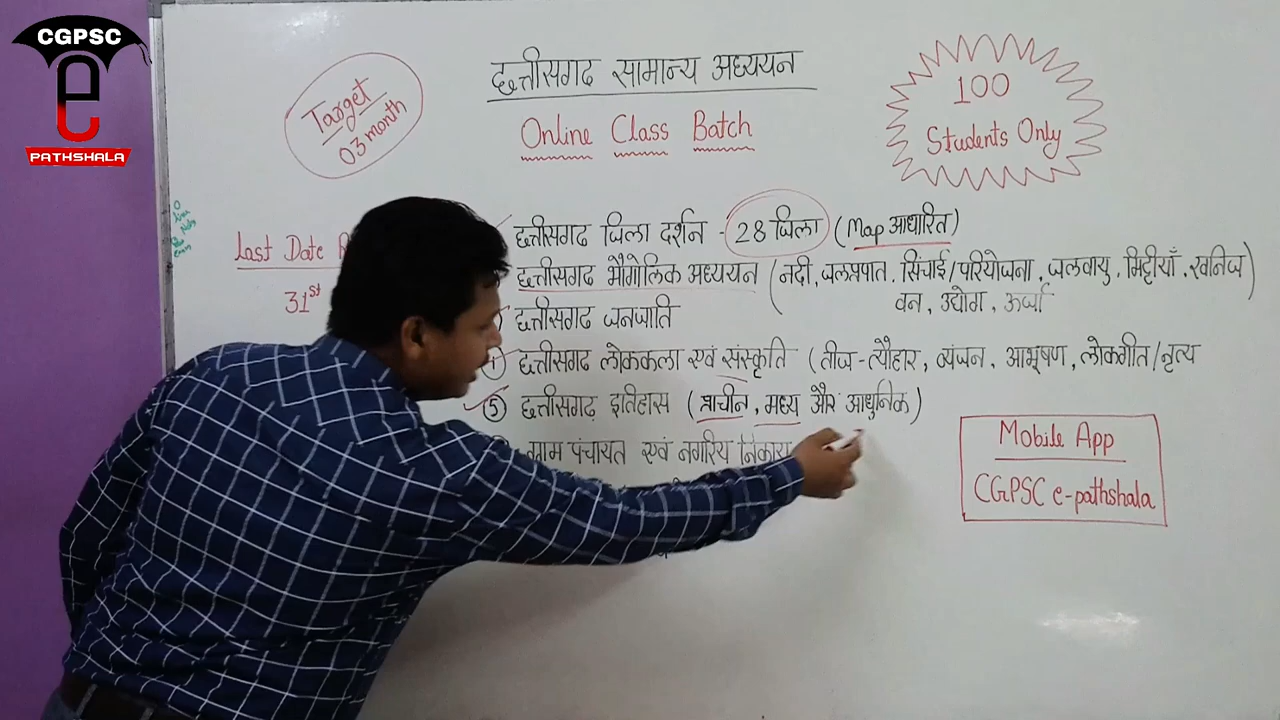 CGPSC
e
PATHSHALA
Target
03 month
छत्तीसगढ सामान्य अध्ययन
Online Class Batch
100
Students Only
Last Date
31st
छत्तीसगढ जिला दर्शन - 28 जिला (Map आधारित)
छत्तीसगढ भौगोलिक अध्ययन (नदी, जलप्रपात, सिंचाई/परियोजना, जलवायु, मिट्टीयाँ, खनिज
वन, उद्योग, ऊर्जा)
छत्तीसगढ जनजाति
④ छत्तीसगढ लोककला एवं संस्कृति (तीज-त्यौहार, व्यंजन, आभूषण, लोकगीत/नृत्य
⑤ छत्तीसगढ़ इतिहास (प्राचीन, मध्य और आधुनिक)
पंचायत एवं नगरिय निकाय
Mobile App
CGPSC e-pathshala